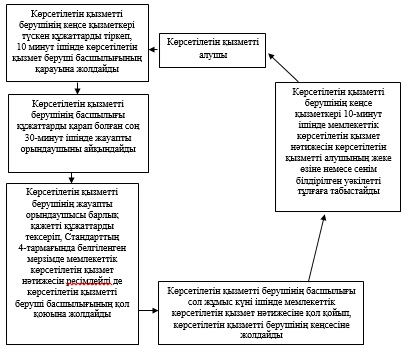 Көрсетілетін қызметті
берушінің кеңсе қызметкері
түскен құжаттарды тіркеп,
10 минут ішінде көрсетілетін
қызмет беруші басшылығының
қарауына жолдайды
Көрсетілетін қызметті
алушы
Көрсетілетін қызметті
берушінің басшылығы
құжаттарды қарап болған соң
30-минут ішінде жауапты
орындаушыны айқындайды
Көрсетілетін қызметті
берушінің кеңсе
қызметкері 10-минут
ішінде мемлекеттік
көрсетілетін қызмет
нәтижесін көрсетілетін
қызметті алушының жеке
өзіне немесе сенім
білдірілген уәкілетті
тұлғаға табыстайды
Көрсетілетін қызметті
берушінің жауапты
орындаушысы барлық
қажетті құжаттарды
тексеріп, Стандарттың
4-тармағында белгіленген
мерзімде мемлекеттік
көрсетілетін қызмет
нәтижесін ресімдейді де
көрсетілетін қызметті
беруші басшылығының қол
қоюына жолдайды
Көрсетілетін қызметті берушінің басшылығы
сол жұмыс күні ішінде мемлекеттік
көрсетілетін қызмет нәтижесіне қол қойып,
көрсетілетін қызметті берушінің кеңсесіне
жолдайды